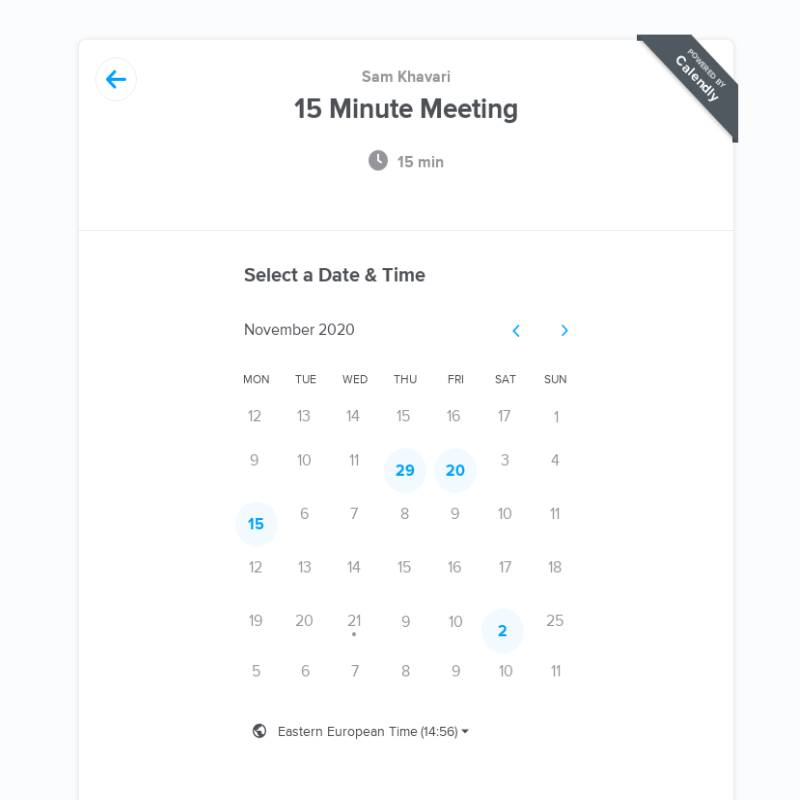 POWERED BY
Calendly
Sam Khavari
15 Minute Meeting
15 min
Select a Date & Time
November 2020
MON TUE WED THU FRI SAT SUN
12 13 14 15 16 17 1
9 10 11 29 20 3 4
15 6 7 8 9 10 11
12 13 14 15 16 17 18
19 20 21 9 10 2 25
5 6 7 8 9 10 11
Eastern European Time (14:56)